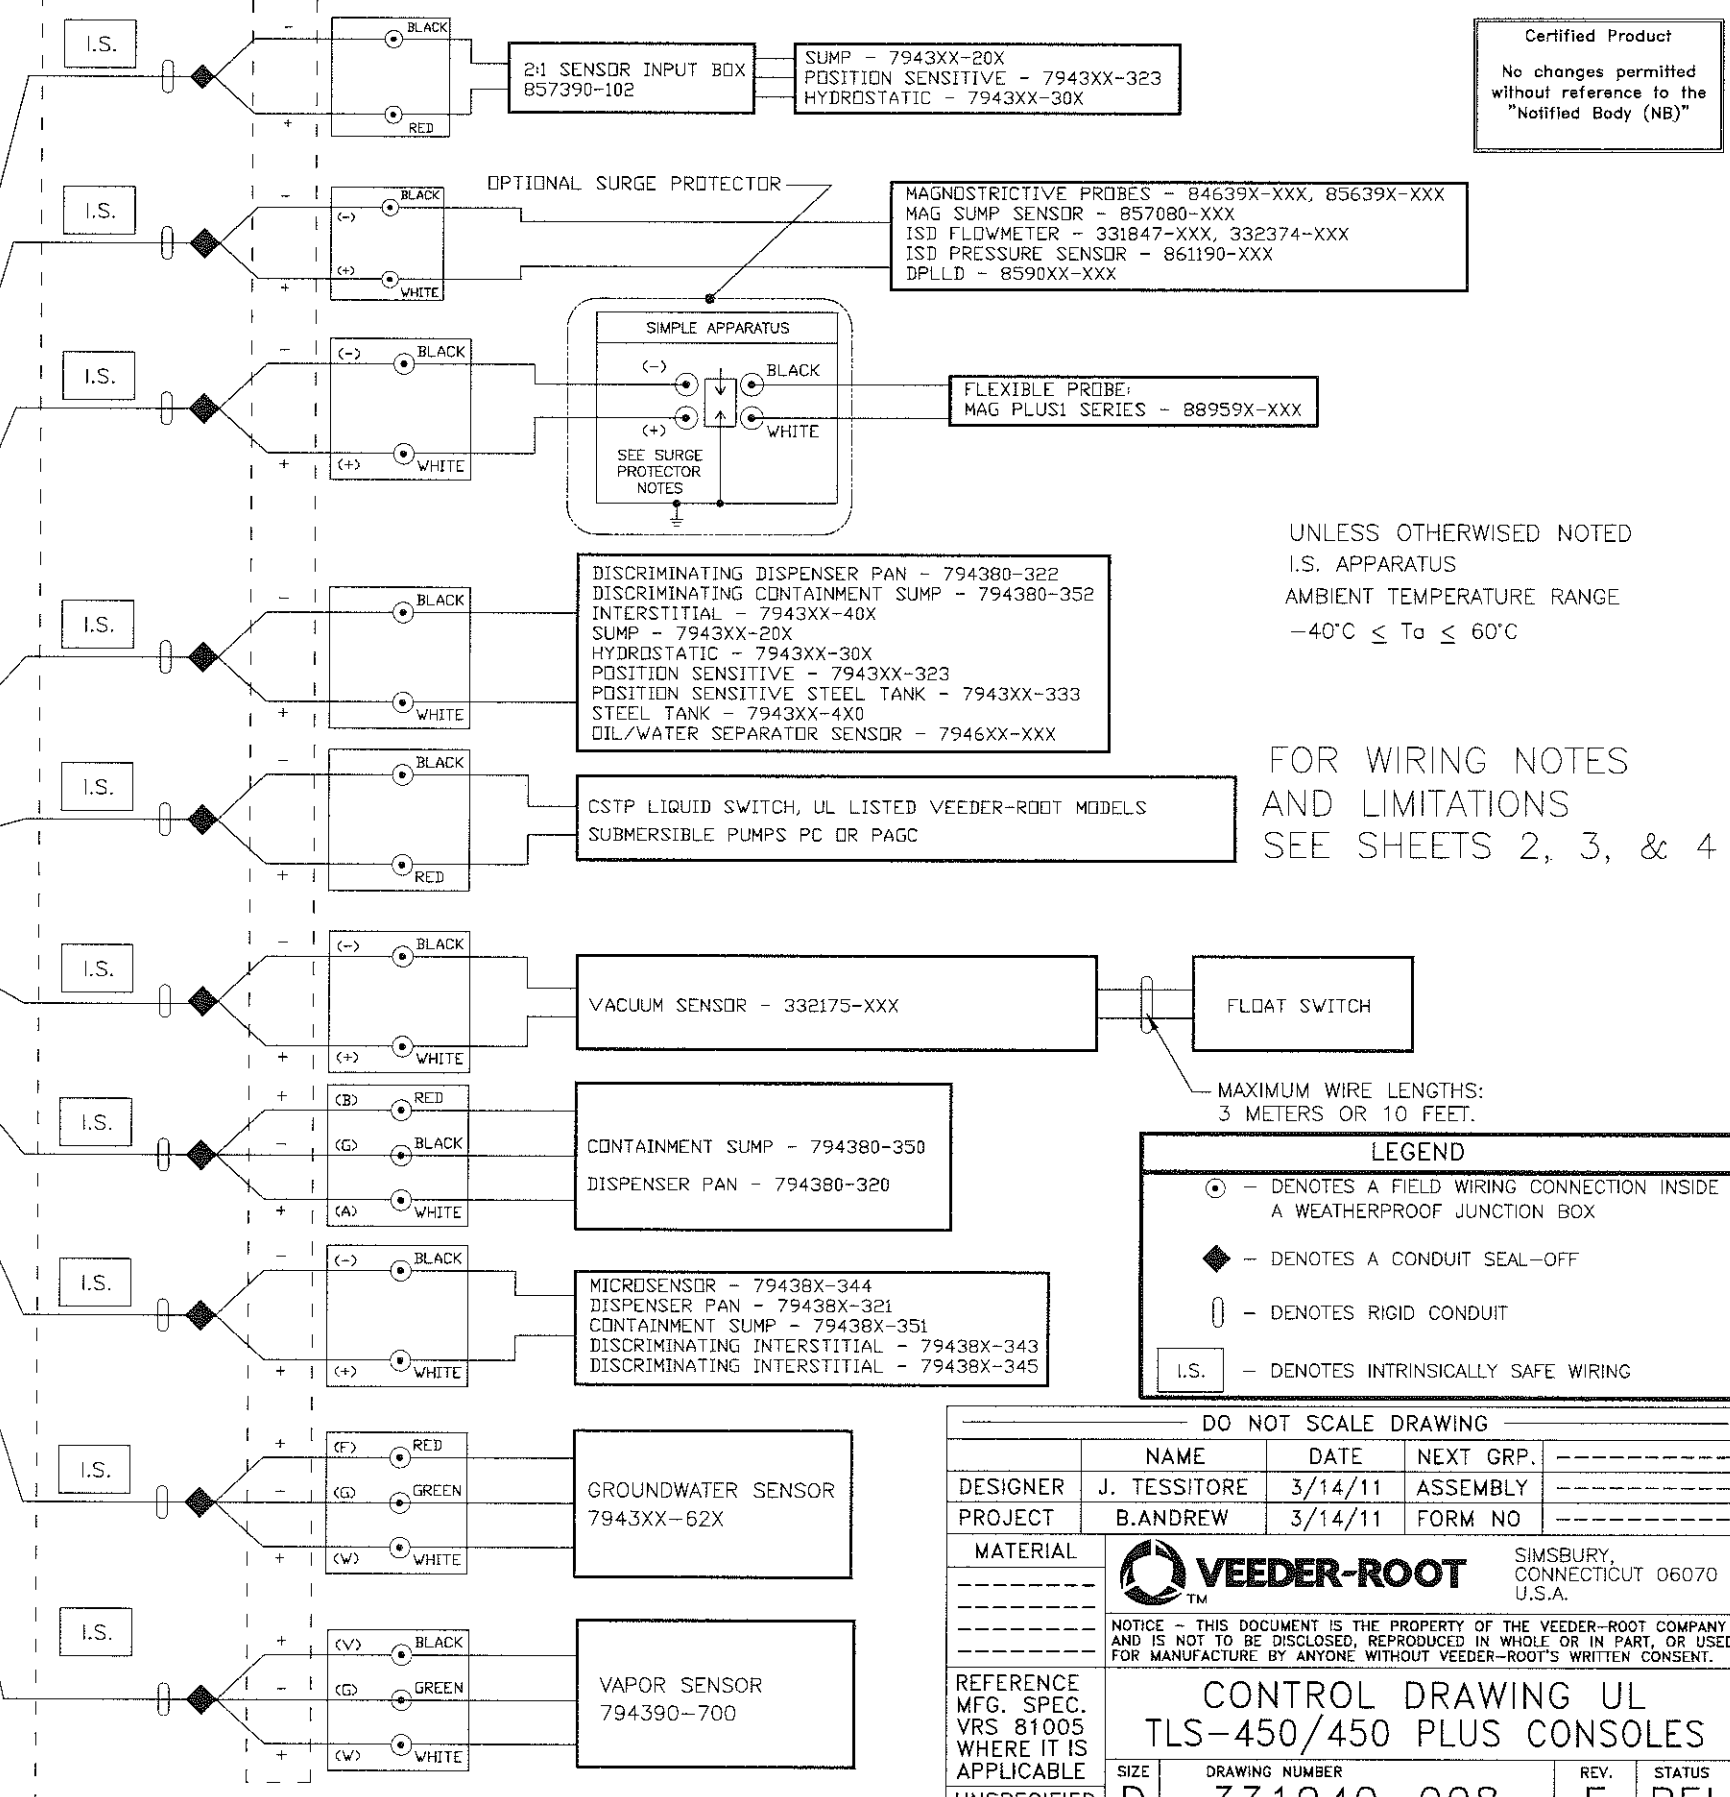 I.S.
-
BLACK
+
RED
2:1 SENSOR INPUT BOX
857390-102
SUMP - 7943XX-20X
POSITION SENSITIVE - 7943XX-323
HYDROSTATIC - 7943XX-30X
Certified Product
No changes permitted
without reference to the
"Notified Body (NB)"
I.S.
-
(-)
BLACK
+
(+)
WHITE
OPTIONAL SURGE PROTECTOR
MAGNOSTRICTIVE PROBES - 84639X-XXX, 85639X-XXX
MAG SUMP SENSOR - 857080-XXX
ISD FLOWMETER - 331847-XXX, 332374-XXX
ISD PRESSURE SENSOR - 861190-XXX
DPLLD - 8590XX-XXX
I.S.
-
(-)
BLACK
+
(+)
WHITE
SIMPLE APPARATUS
(-)
BLACK
(+)
WHITE
SEE SURGE
PROTECTOR
NOTES
FLEXIBLE PROBE:
MAG PLUS1 SERIES - 88959X-XXX
UNLESS OTHERWISED NOTED
I.S. APPARATUS
AMBIENT TEMPERATURE RANGE
-40°C ≤ Ta ≤ 60°C
I.S.
-
BLACK
+
WHITE
DISCRIMINATING DISPENSER PAN - 794380-322
DISCRIMINATING CONTAINMENT SUMP - 794380-352
INTERSTITIAL - 7943XX-40X
SUMP - 7943XX-20X
HYDROSTATIC - 7943XX-30X
POSITION SENSITIVE - 7943XX-323
POSITION SENSITIVE STEEL TANK - 7943XX-333
STEEL TANK - 7943XX-4X0
OIL/WATER SEPARATOR SENSOR - 7946XX-XXX
FOR WIRING NOTES
AND LIMITATIONS
SEE SHEETS 2, 3, & 4
I.S.
-
BLACK
+
RED
CSTP LIQUID SWITCH, UL LISTED VEEDER-ROOT MODELS
SUBMERSIBLE PUMPS PC OR PAGC
I.S.
-
(-)
BLACK
+
(+)
WHITE
VACUUM SENSOR - 332175-XXX
FLOAT SWITCH
MAXIMUM WIRE LENGTHS:
3 METERS OR 10 FEET.
I.S.
+
(B)
RED
-
(G)
BLACK
+
(A)
WHITE
CONTAINMENT SUMP - 794380-350
DISPENSER PAN - 794380-320
LEGEND
- DENOTES A FIELD WIRING CONNECTION INSIDE
A WEATHERPROOF JUNCTION BOX
- DENOTES A CONDUIT SEAL-OFF
- DENOTES RIGID CONDUIT
I.S. - DENOTES INTRINSICALLY SAFE WIRING
I.S.
-
(-)
BLACK
+
(+)
WHITE
MICROSENSOR - 79438X-344
DISPENSER PAN - 79438X-321
CONTAINMENT SUMP - 79438X-351
DISCRIMINATING INTERSTITIAL - 79438X-343
DISCRIMINATING INTERSTITIAL - 79438X-345
I.S.
+
(F)
RED
-
(G)
GREEN
+
(W)
WHITE
GROUNDWATER SENSOR
7943XX-62X
I.S.
+
(V)
BLACK
-
(G)
GREEN
+
(W)
WHITE
VAPOR SENSOR
794390-700
DO NOT SCALE DRAWING
NAME DATE NEXT GRP.
DESIGNER J. TESSITORE 3/14/11 ASSEMBLY
PROJECT B.ANDREW 3/14/11 FORM NO
MATERIAL
VEEDER-ROOT
TM
SIMSBURY,
CONNECTICUT 06070
U.S.A.
NOTICE - THIS DOCUMENT IS THE PROPERTY OF THE VEEDER-ROOT COMPANY
AND IS NOT TO BE DISCLOSED, REPRODUCED IN WHOLE OR IN PART, OR USED
FOR MANUFACTURE BY ANYONE WITHOUT VEEDER-ROOT'S WRITTEN CONSENT.
REFERENCE
MFG. SPEC.
VRS 81005
WHERE IT IS
APPLICABLE
CONTROL DRAWING UL
TLS-450/450 PLUS CONSOLES
SIZE DRAWING NUMBER REV. STATUS
UNSPECIFIED